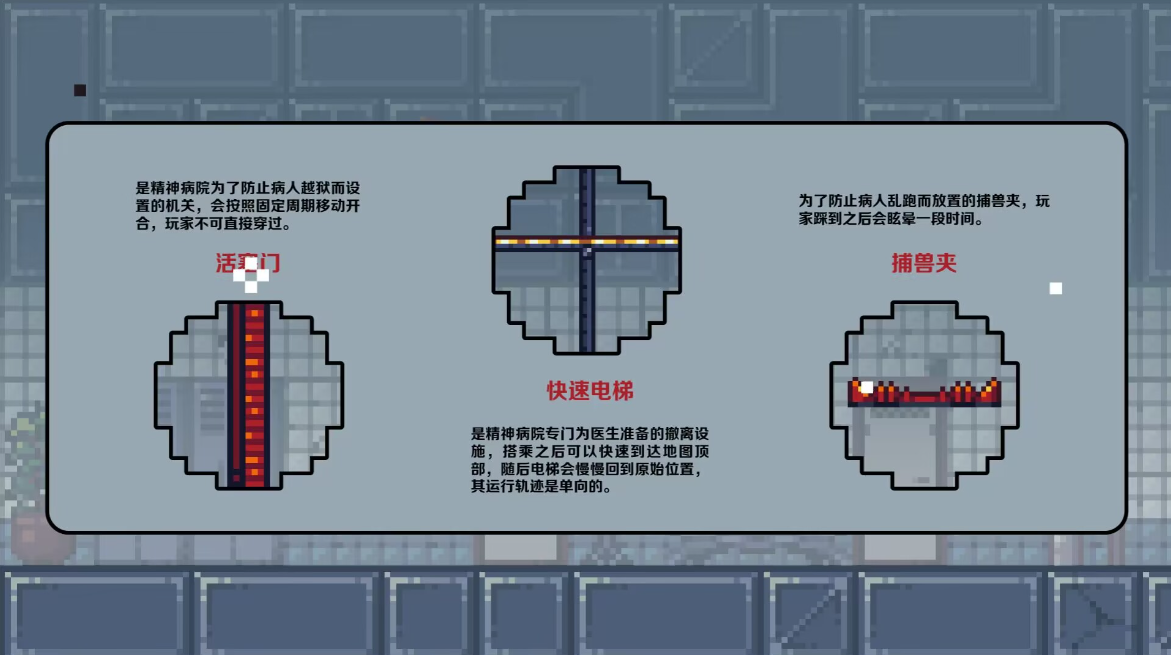 是精神病院为了防止病人越狱而设
置的机关，会按照固定周期移动开
合，玩家不可直接穿过。
活塞门
快速电梯
是精神病院专门为医生准备的撤离设
施，搭乘之后可以快速到达地图顶
部，随后电梯会慢慢回到原始位置，
其运行轨迹是单向的。
为了防止病人乱跑而放置的捕兽夹，玩
家踩到之后会眩晕一段时间。
捕兽夹